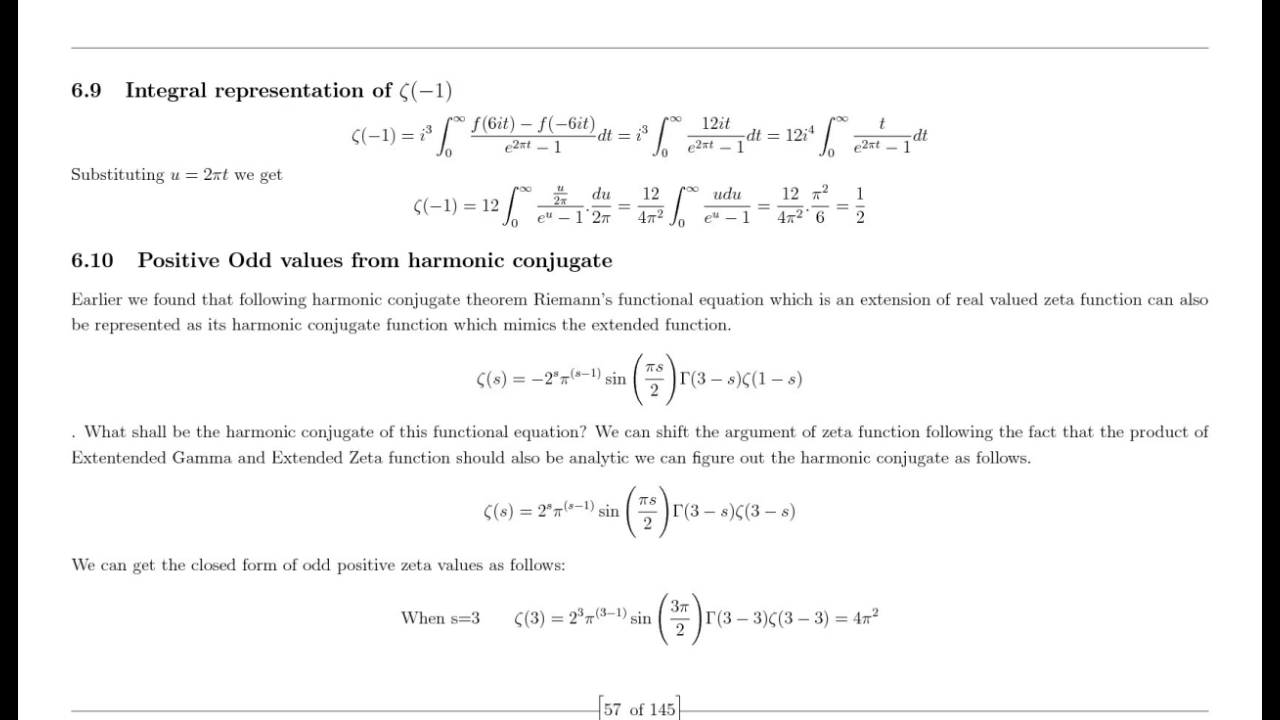 6.9 Integral representation of ζ(−1)
ζ(−1) = i³ ∫₀^∞ (f(6it) − f(−6it))/(e^{2πt} − 1) dt = i³ ∫₀^∞ 12it/(e^{2πt} − 1) dt = 12i⁴ ∫₀^∞ t/(e^{2πt} − 1) dt
Substituting u = 2πt we get
ζ(−1) = 12 ∫₀^∞ (u/2π)/(e^u − 1) . du/2π = 12/4π² ∫₀^∞ udu/(e^u − 1) = 12/4π² . π²/6 = 1/2
6.10 Positive Odd values from harmonic conjugate
Earlier we found that following harmonic conjugate theorem Riemann's functional equation which is an extension of real valued zeta function can also
be represented as its harmonic conjugate function which mimics the extended function.
ζ(s) = −2^s π^{(s−1)} sin (πs/2) Γ(3 − s)ζ(1 − s)
. What shall be the harmonic conjugate of this functional equation? We can shift the argument of zeta function following the fact that the product of
Extentended Gamma and Extended Zeta function should also be analytic we can figure out the harmonic conjugate as follows.
ζ(s) = 2^s π^{(s−1)} sin (πs/2) Γ(3 − s)ζ(3 − s)
We can get the closed form of odd positive zeta values as follows:
When s=3 ζ(3) = 2³π^{(3−1)} sin (3π/2) Γ(3 − 3)ζ(3 − 3) = 4π²
[57 of 145]